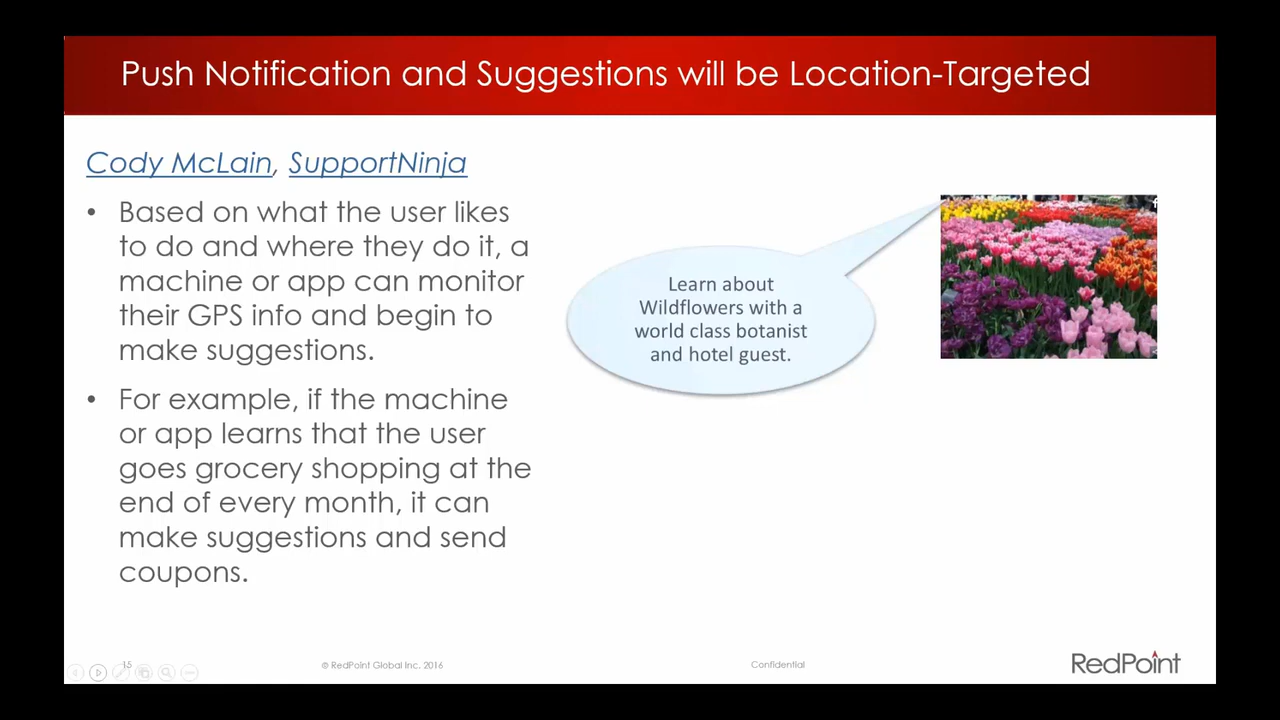 Push Notification and Suggestions will be Location-Targeted
Cody McLain, SupportNinja
• Based on what the user likes
to do and where they do it, a
machine or app can monitor
their GPS info and begin to
make suggestions.
• For example, if the machine
or app learns that the user
goes grocery shopping at the
end of every month, it can
make suggestions and send
coupons.
Learn about
Wildflowers with a
world class botanist
and hotel guest.
15
© RedPoint Global Inc. 2016
Confidential
RedPoint